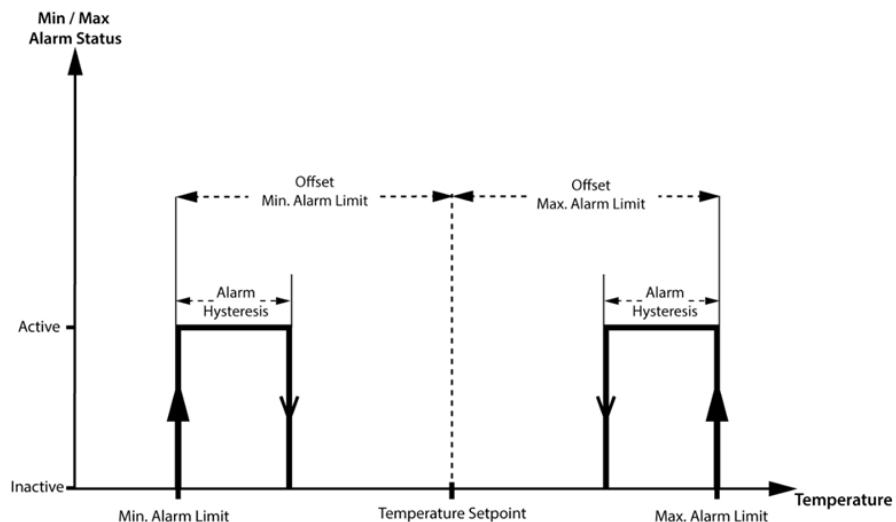 Min / Max
Alarm Status
Offset
Min. Alarm Limit
Offset
Max. Alarm Limit
Alarm
Hysteresis
Alarm
Hysteresis
Active
Inactive
Min. Alarm Limit
Temperature Setpoint
Max. Alarm Limit
Temperature